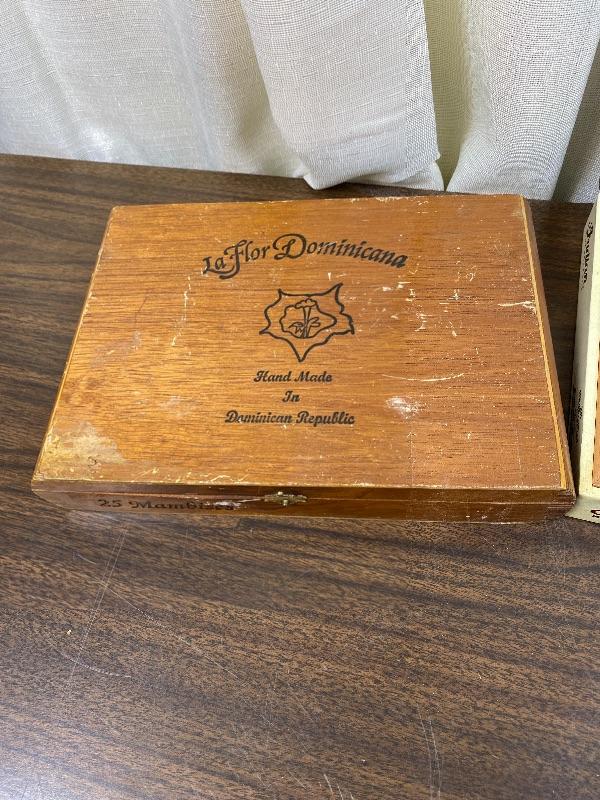 La Flor Dominicana
Hand Made
In
Dominican Republic
25